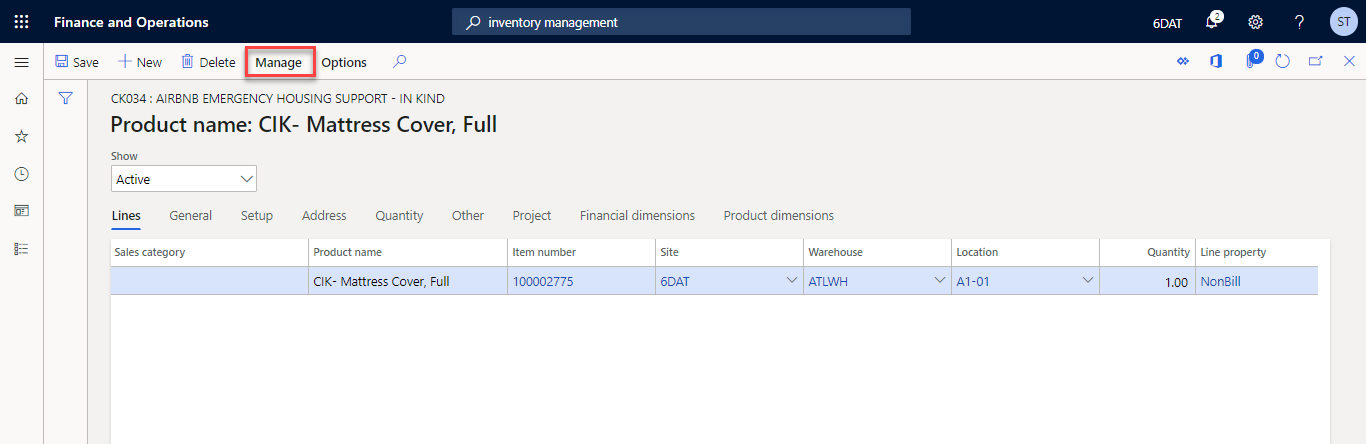 Finance and Operations inventory management 6DAT 2 ? ST
Save New Delete Manage Options 0
CK034 : AIRBNB EMERGENCY HOUSING SUPPORT - IN KIND
Product name: CIK- Mattress Cover, Full
Show
Active
Lines General Setup Address Quantity Other Project Financial dimensions Product dimensions
Sales category Product name Item number Site Warehouse Location Quantity Line property
CIK- Mattress Cover, Full 100002775 6DAT ATLWH A1-01 1.00 NonBill